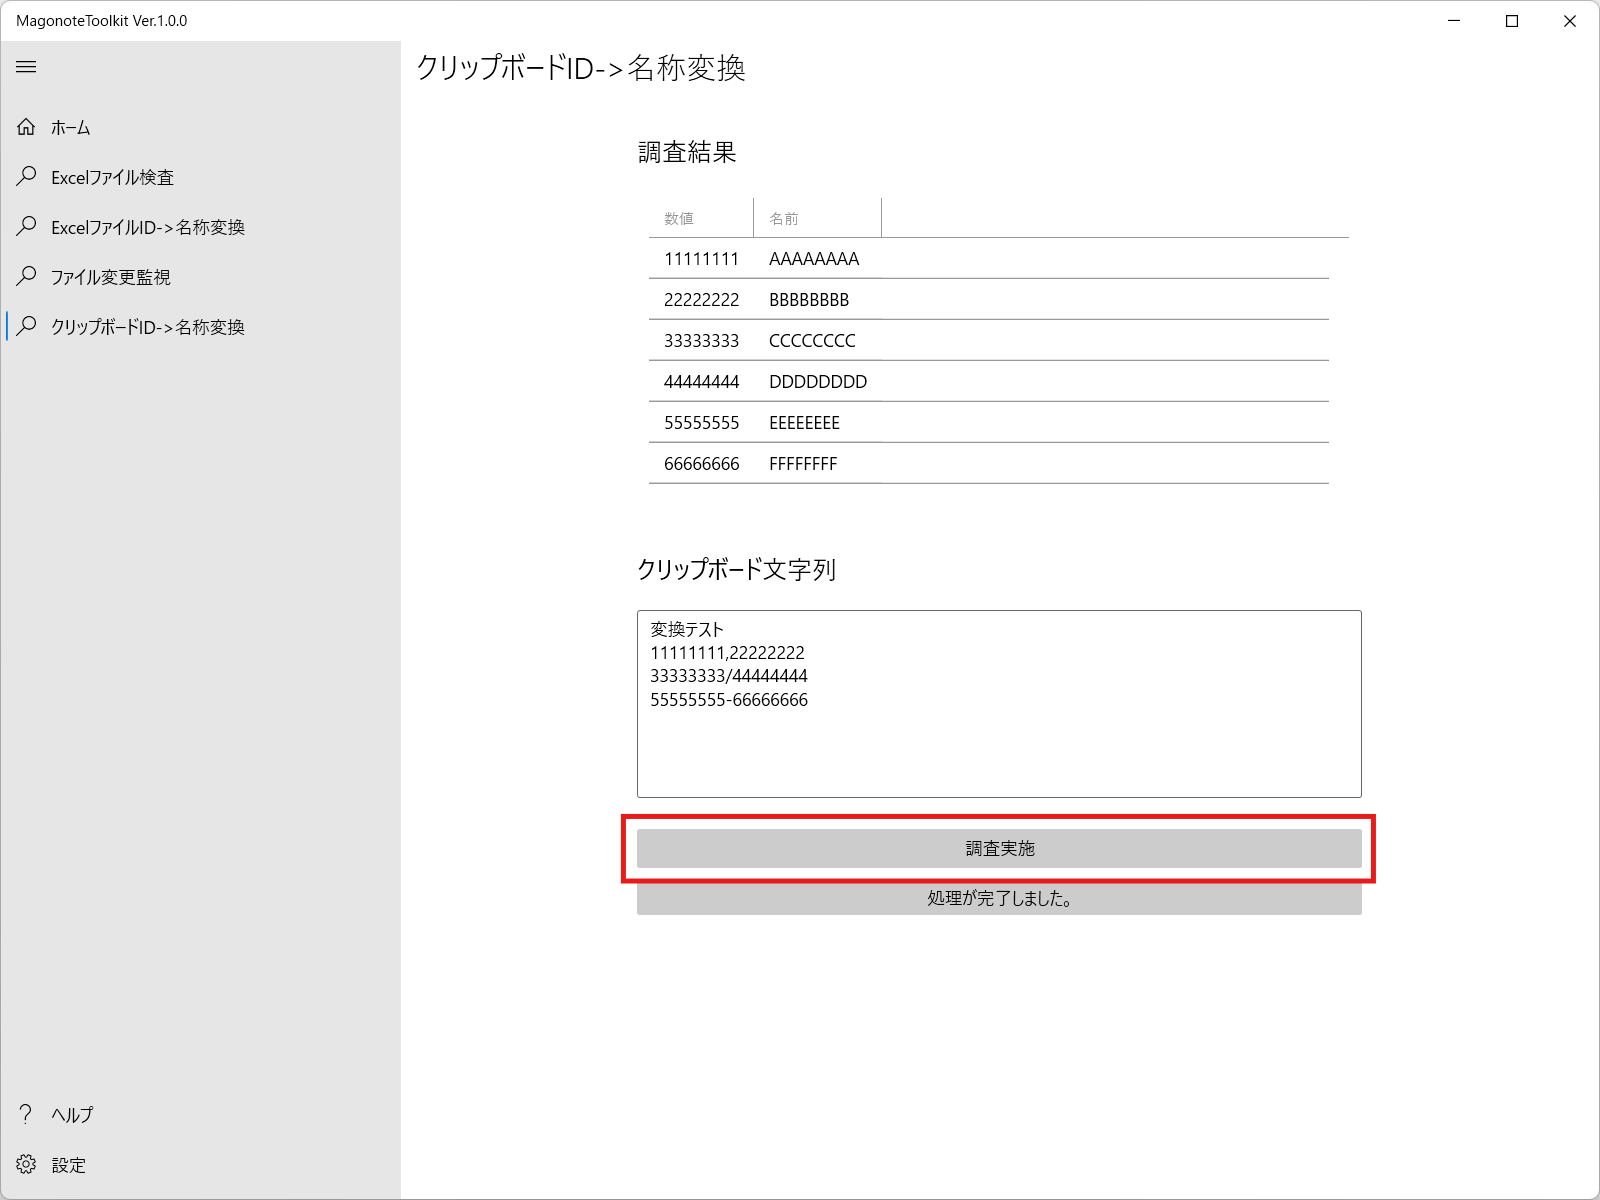 MagonoteToolkit Ver.1.0.0
ホーム
Excelファイル検査
ExcelファイルID->名称変換
ファイル変更監視
クリップボードID->名称変換
ヘルプ
設定
クリップボードID->名称変換
調査結果
数値 名前
11111111 AAAAAAAA
22222222 BBBBBBBB
33333333 CCCCCCCC
44444444 DDDDDDDD
55555555 EEEEEEEE
66666666 FFFFFFFF
クリップボード文字列
変換テスト
11111111,22222222
33333333/44444444
55555555-66666666
調査実施
処理が完了しました。